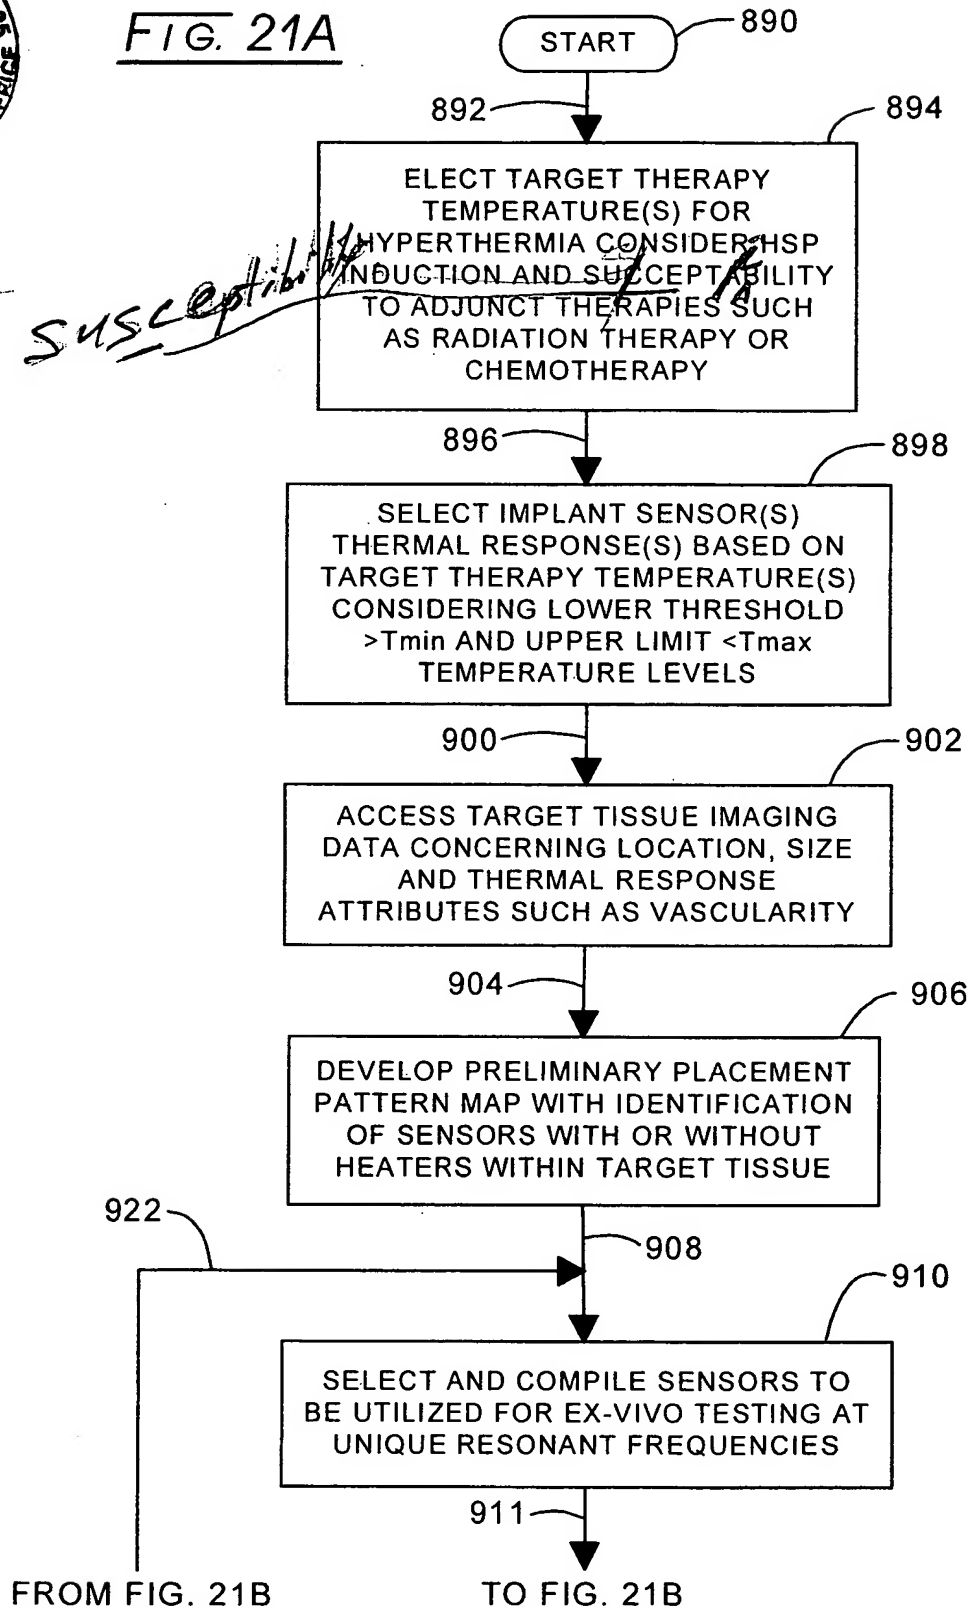 FIG. 21A
START
890
892
894
ELECT TARGET THERAPY
TEMPERATURE(S) FOR
HYPERTHERMIA CONSIDER HSP
INDUCTION AND SUCCEPTABILITY
TO ADJUNCT THERAPIES SUCH
AS RADIATION THERAPY OR
CHEMOTHERAPY
susceptibility
896
898
SELECT IMPLANT SENSOR(S)
THERMAL RESPONSE(S) BASED ON
TARGET THERAPY TEMPERATURE(S)
CONSIDERING LOWER THRESHOLD
>Tmin AND UPPER LIMIT <Tmax
TEMPERATURE LEVELS
900
902
ACCESS TARGET TISSUE IMAGING
DATA CONCERNING LOCATION, SIZE
AND THERMAL RESPONSE
ATTRIBUTES SUCH AS VASCULARITY
904
906
DEVELOP PRELIMINARY PLACEMENT
PATTERN MAP WITH IDENTIFICATION
OF SENSORS WITH OR WITHOUT
HEATERS WITHIN TARGET TISSUE
922
908
910
SELECT AND COMPILE SENSORS TO
BE UTILIZED FOR EX-VIVO TESTING AT
UNIQUE RESONANT FREQUENCIES
911
FROM FIG. 21B
TO FIG. 21B